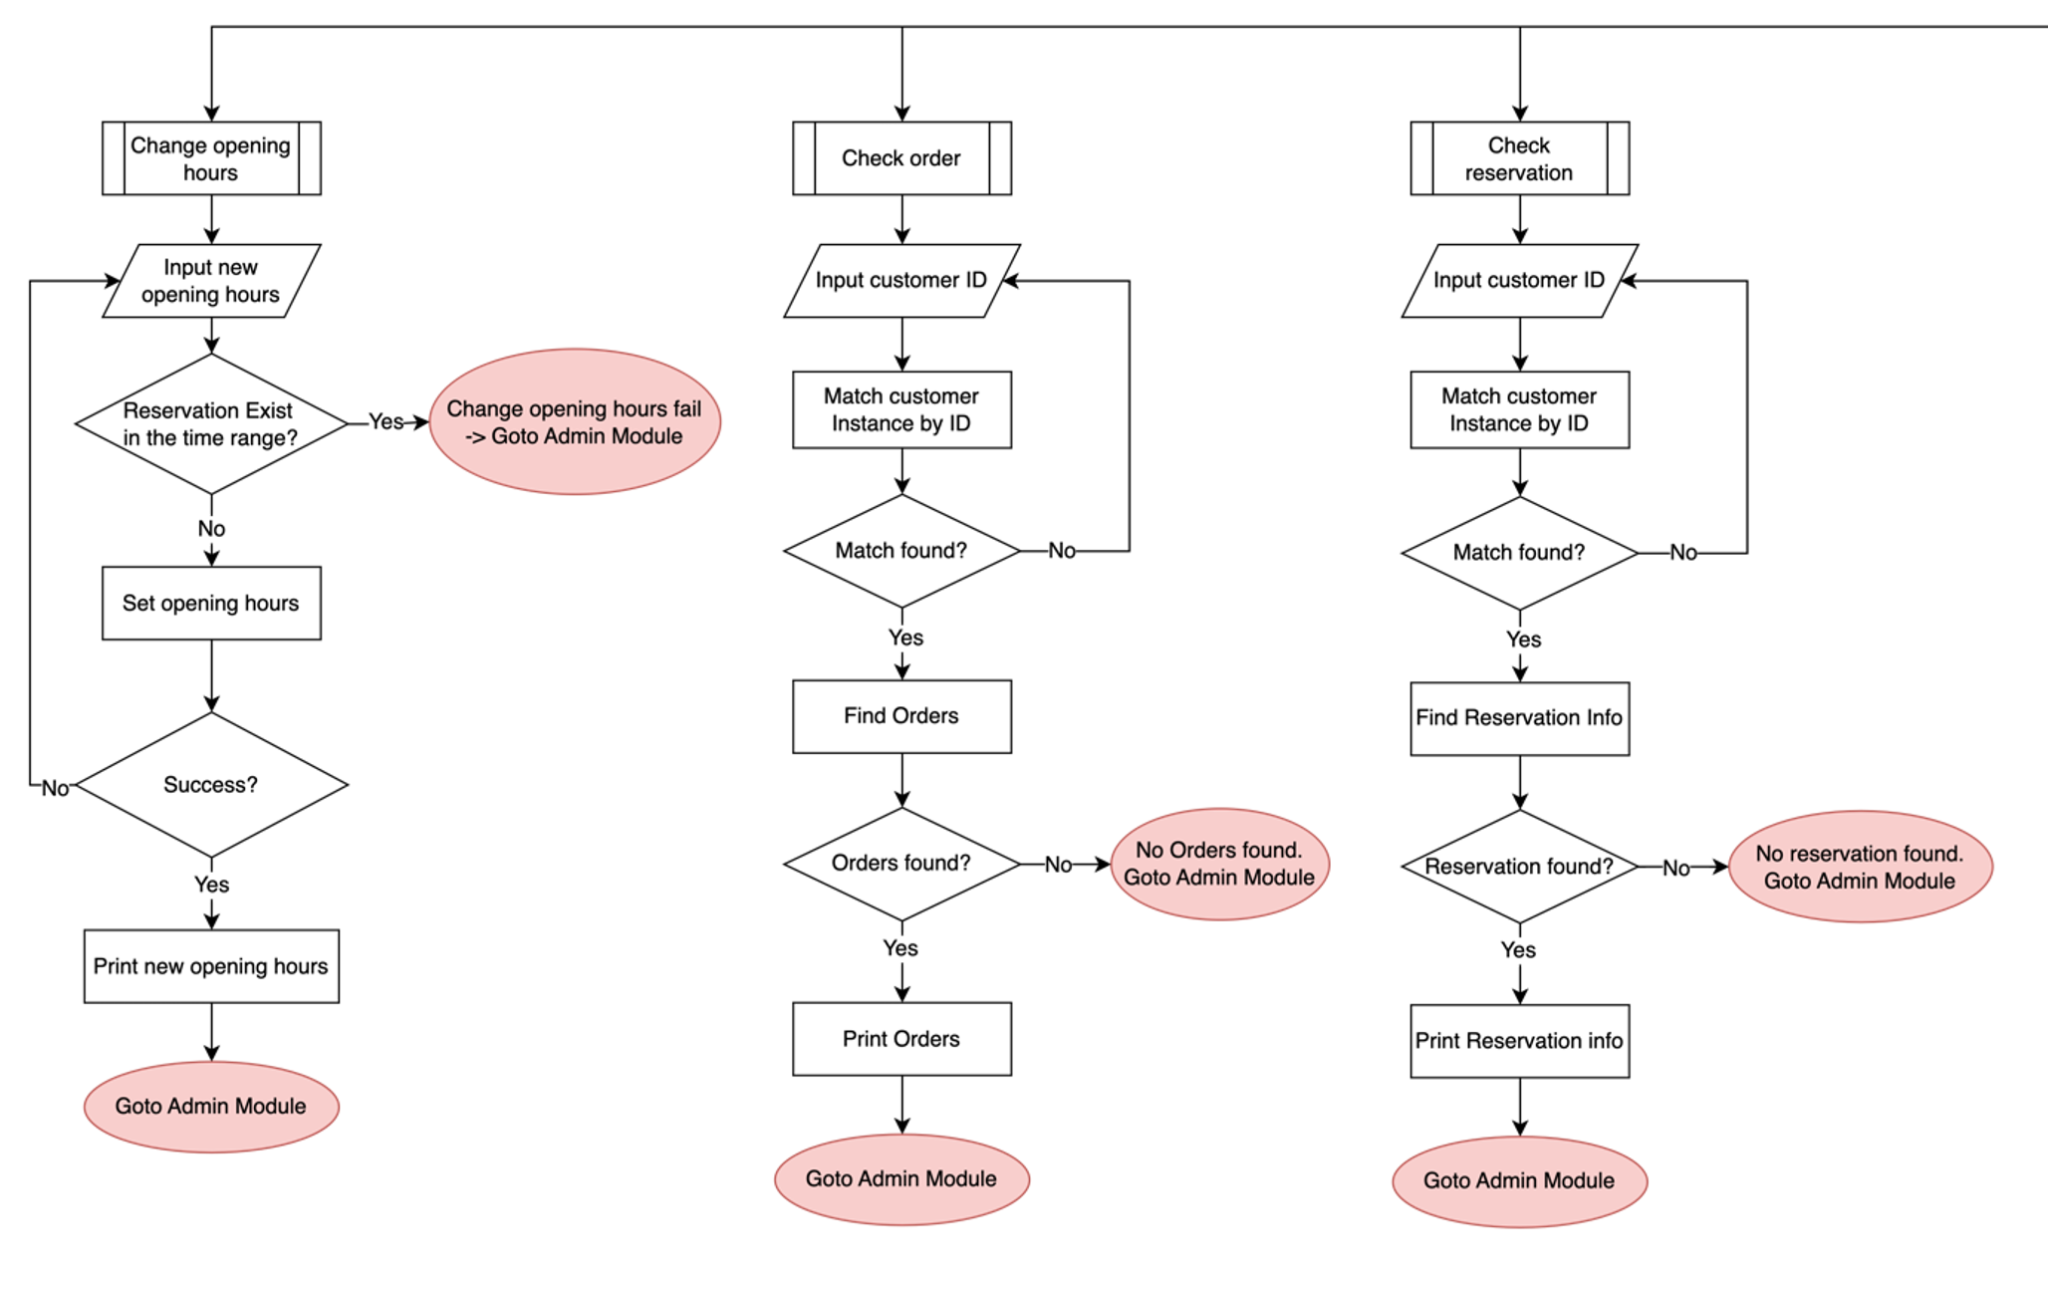 Change opening
hours
Input new
opening hours
Reservation Exist
in the time range?
Yes
Change opening hours fail
-> Goto Admin Module
No
Set opening hours
Success?
No
Yes
Print new opening hours
Goto Admin Module
Check order
Input customer ID
Match customer
Instance by ID
Match found?
No
Yes
Find Orders
Orders found?
No
No Orders found.
Goto Admin Module
Yes
Print Orders
Goto Admin Module
Check
reservation
Input customer ID
Match customer
Instance by ID
Match found?
No
Yes
Find Reservation Info
Reservation found?
No
No reservation found.
Goto Admin Module
Yes
Print Reservation info
Goto Admin Module